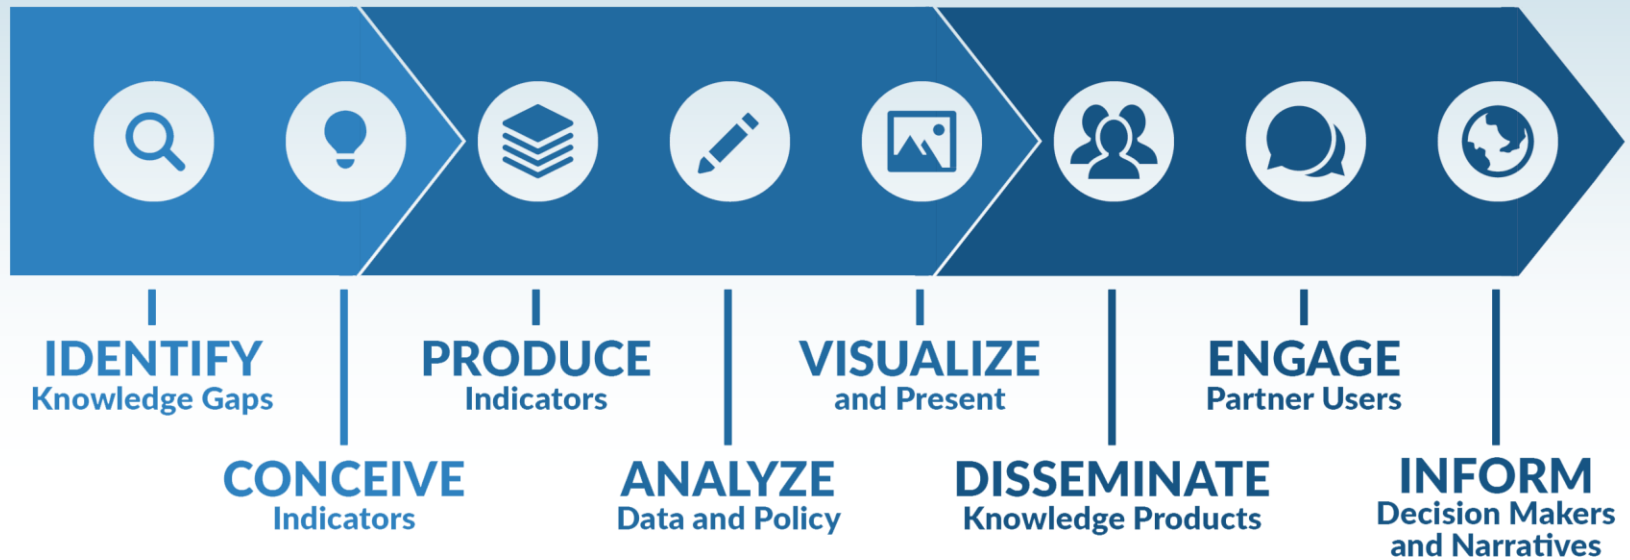 IDENTIFY
Knowledge Gaps
CONCEIVE
Indicators
PRODUCE
Indicators
ANALYZE
Data and Policy
VISUALIZE
and Present
DISSEMINATE
Knowledge Products
ENGAGE
Partner Users
INFORM
Decision Makers
and Narratives